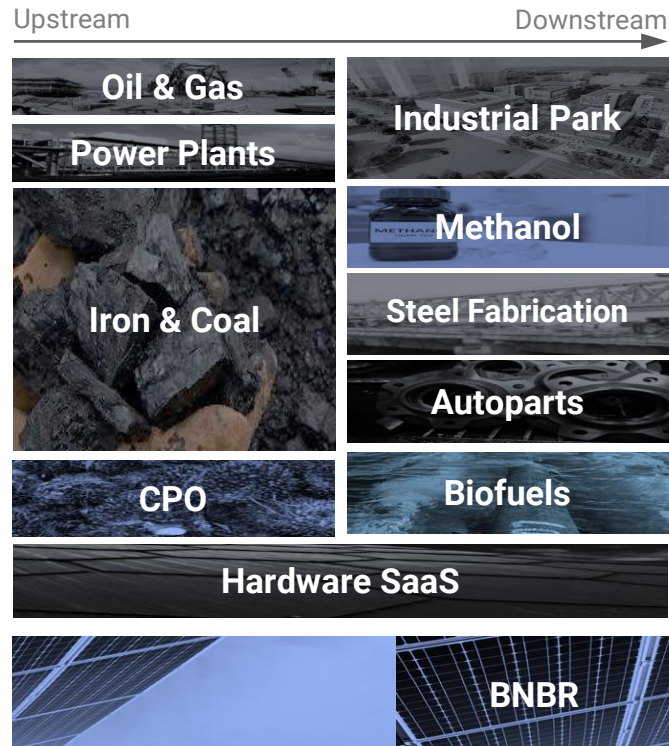 Upstream
Downstream
Oil & Gas
Industrial Park
Power Plants
Methanol
METHAN
Iron & Coal
Steel Fabrication
Autoparts
CPO
Biofuels
Hardware SaaS
BNBR